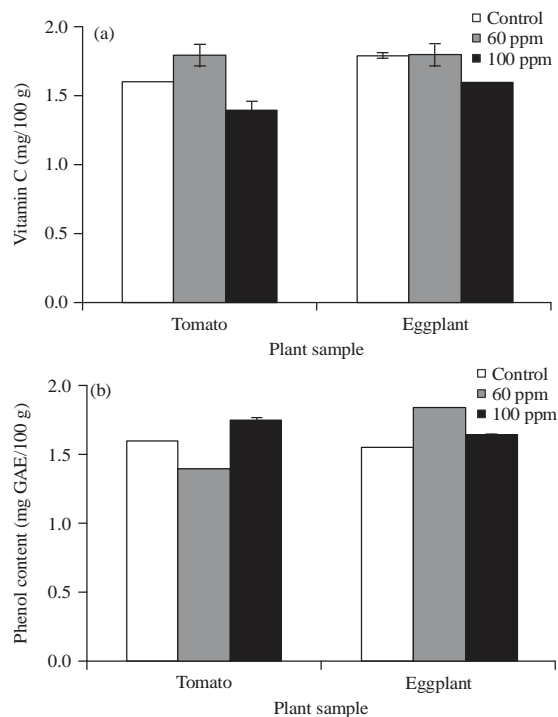 (a)
Control
60 ppm
100 ppm
2.0
1.5
1.0
0.5
0.0
Vitamin C (mg/100 g)
Tomato Eggplant
Plant sample
(b)
Control
60 ppm
100 ppm
2.0
1.5
1.0
0.5
0.0
Phenol content (mg GAE/100 g)
Tomato Eggplant
Plant sample